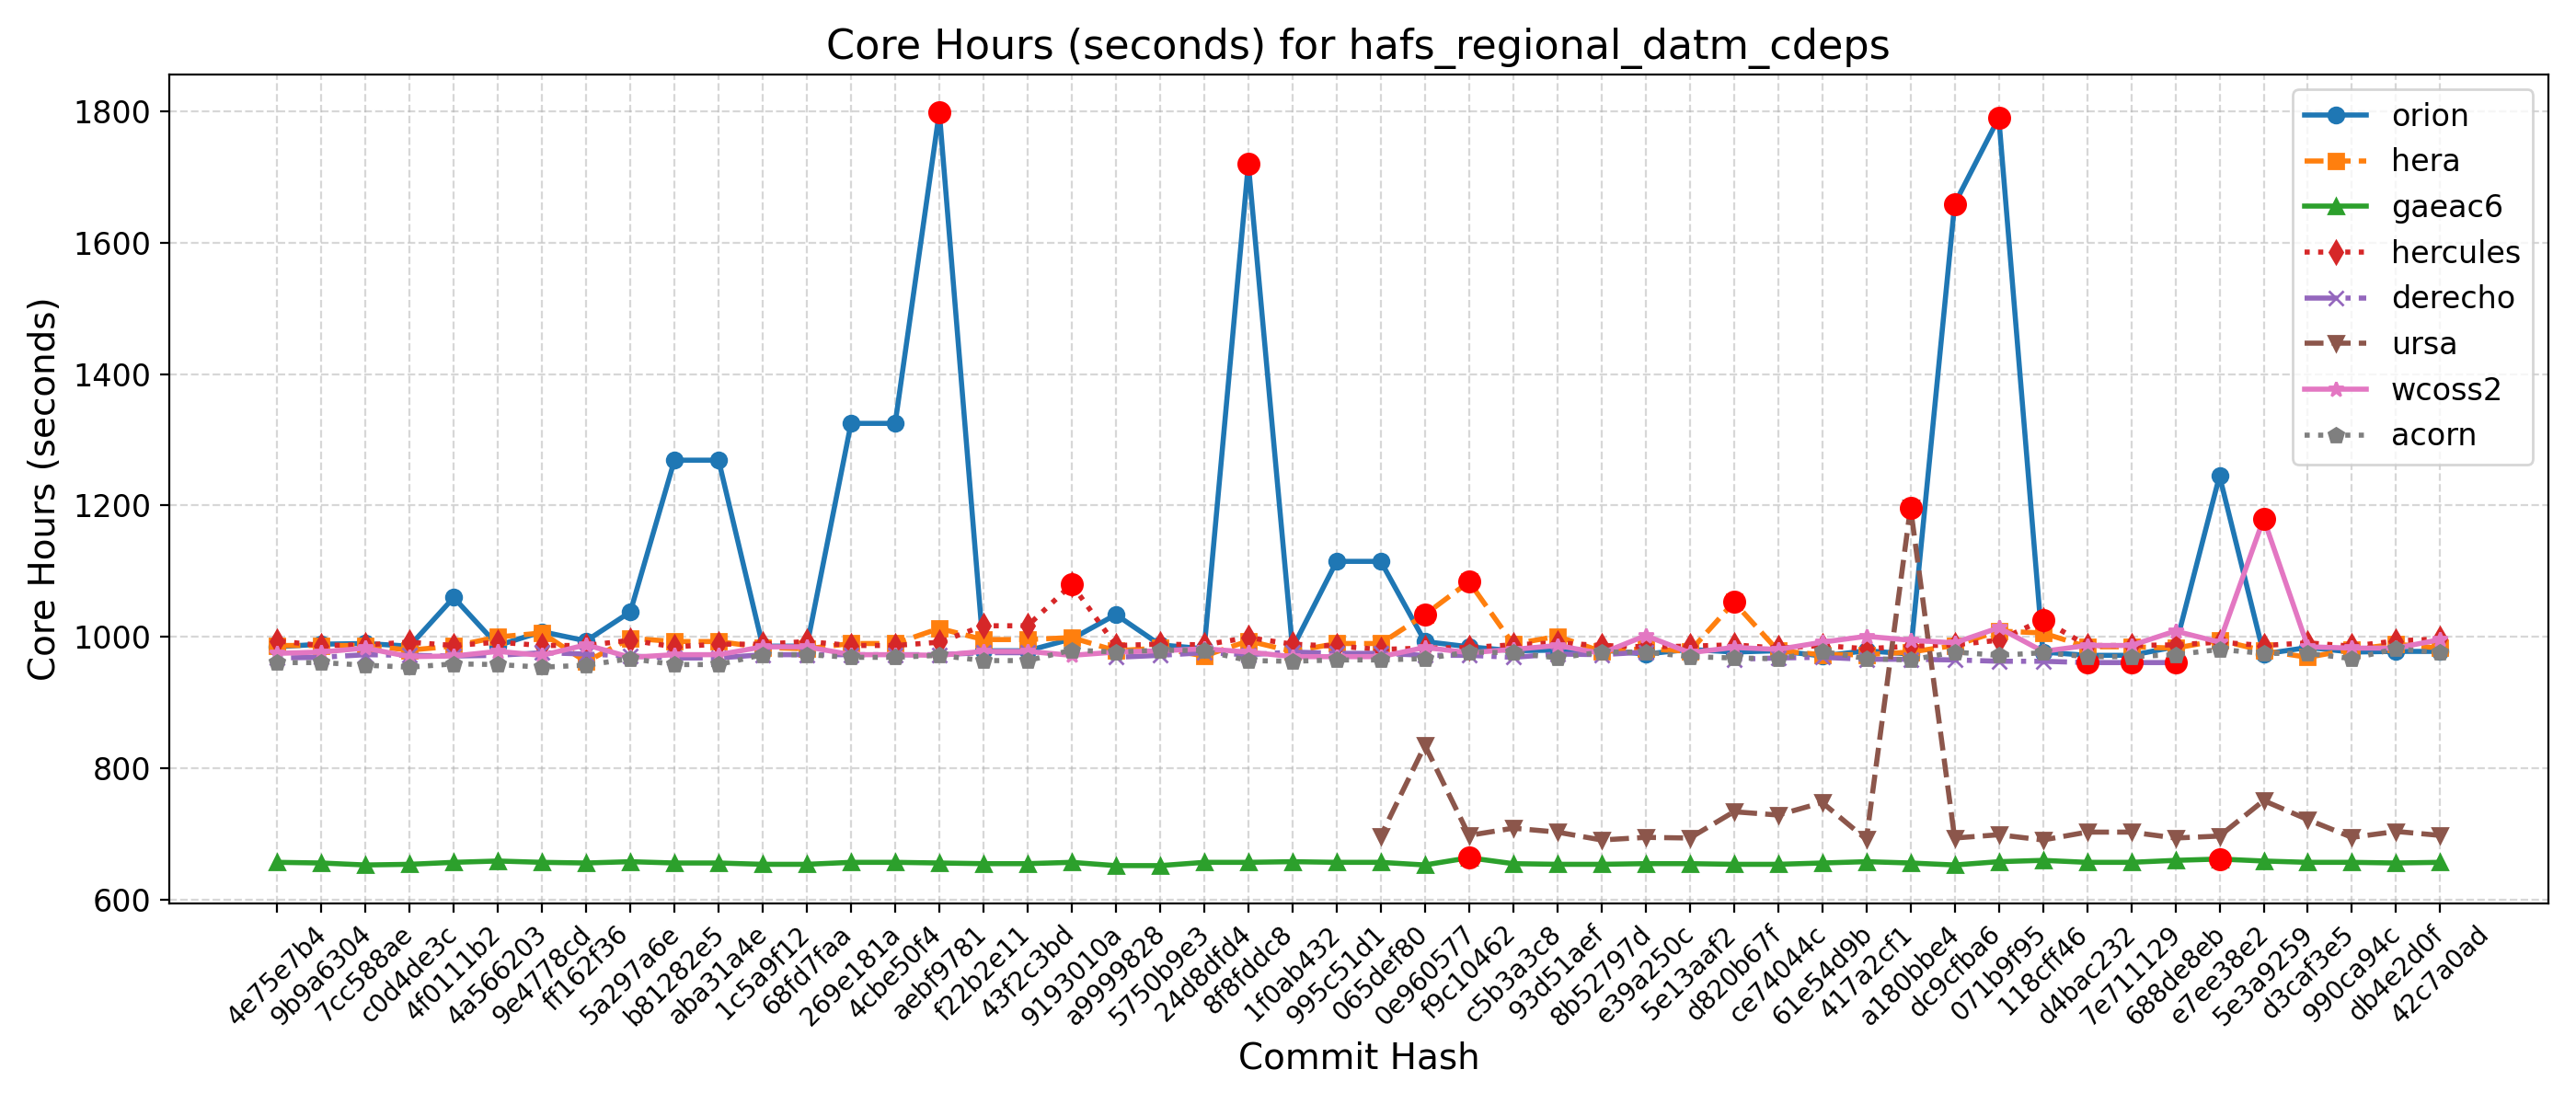 Core Hours (seconds) for hafs_regional_datm_cdeps
Core Hours (seconds)
1800
1600
1400
1200
1000
800
600
orion
hera
gaeac6
hercules
derecho
ursa
wcoss2
acorn
4e75e7b4
9b9a6304
7cc588ae
c0d4de3c
4f0111b2
4a566203
9e4778cd
ff162f36
5a297a6e
b81282e5
aba31a4e
1c5a9f12
68fd7faa
269e181a
4cbe50f4
aebf9781
f22b2e11
43f2c3bd
9193010a
a9999828
5750b9e3
24d8dfd4
8f8fddc8
1f0ab432
995c51d1
065def80
0e960577
f9c10462
c5b3a3c8
93d51aef
8b52797d
e39a250c
5e13aaf2
d820b67f
ce74044c
61e54d9b
417a2cf1
a180bbe4
dc9cfba6
071b9f95
118cff46
d4bac232
7e711129
688de8eb
e7ee38e2
5e3a9259
d3caf3e5
990ca94c
db4e2d0f
42c7a0ad
Commit Hash